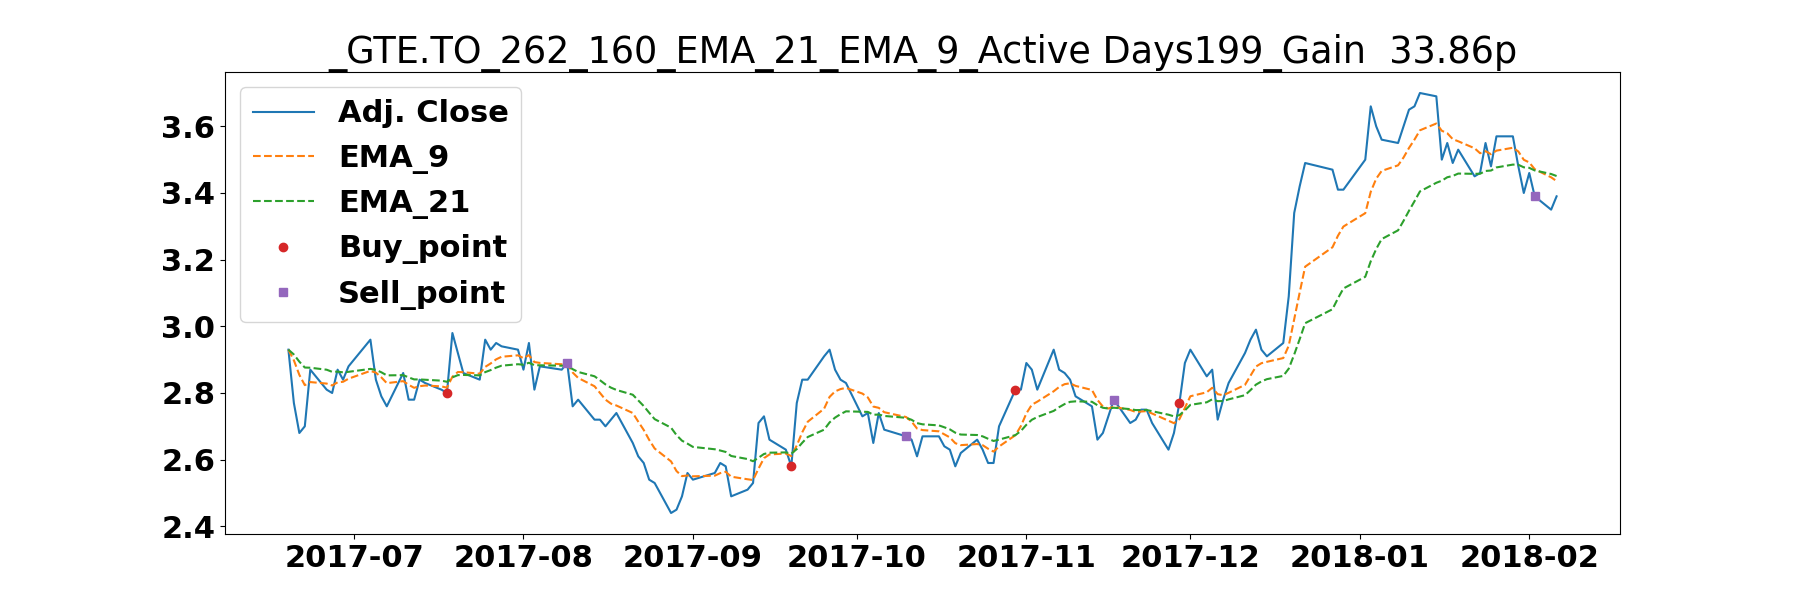 _GTE.TO_262_160_EMA_21_EMA_9_Active Days199_Gain  33.86p
Adj. Close
EMA_9
EMA_21
Buy_point
Sell_point
3.6
3.4
3.2
3.0
2.8
2.6
2.4
2017-07 2017-08 2017-09 2017-10 2017-11 2017-12 2018-01 2018-02